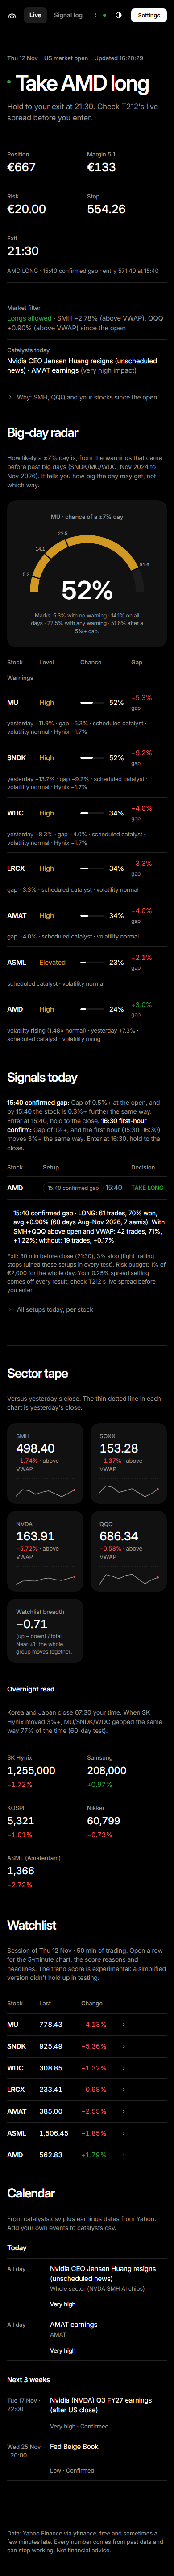 Live
Signal log
Settings
Thu 12 Nov US market open Updated 16:20:29
Take AMD long
Hold to your exit at 21:30. Check T212's live
spread before you enter.
Position
Margin 5:1
€667
€133
Risk
Stop
€20.00
554.26
Exit
21:30
AMD LONG · 15:40 confirmed gap · entry 571.40 at 15:40
Market filter
Longs allowed · SMH +2.78% (above VWAP), QQQ
+0.90% (above VWAP) since the open
Catalysts today
Nvidia CEO Jensen Huang resigns (unscheduled
news) · AMAT earnings (very high impact)
Why: SMH, QQQ and your stocks since the open
Big-day radar
How likely a ≥7% day is, from the warnings that came
before past big days (SNDK/MU/WDC, Nov 2024 to
Nov 2026). It tells you how big the day may get, not
which way.
MU · chance of a ≥7% day
22.5
14.1
51.6
5.3
52%
Marks: 5.3% with no warning · 14.1% on all
days · 22.5% with any warning · 51.6% after a
5%+ gap.
Stock Level Chance Gap
Warnings
MU High 52% −5.3%
gap
yesterday +11.9% · gap −5.3% · scheduled catalyst ·
volatility normal · Hynix −1.7%
SNDK High 52% −9.2%
gap
yesterday +13.7% · gap −9.2% · scheduled catalyst ·
volatility normal · Hynix −1.7%
WDC High 34% −4.0%
gap
yesterday +8.3% · gap −4.0% · scheduled catalyst ·
volatility normal · Hynix −1.7%
LRCX High 34% −3.3%
gap
gap −3.3% · scheduled catalyst · volatility normal
AMAT High 34% −4.0%
gap
gap −4.0% · scheduled catalyst · volatility normal
ASML Elevated 23% −2.1%
gap
scheduled catalyst · volatility normal
AMD High 24% +3.0%
gap
volatility rising (1.48× normal) · yesterday +7.3% ·
scheduled catalyst · volatility rising
Signals today
15:40 confirmed gap: Gap of 0.5%+ at the open, and
by 15:40 the stock is 0.3%+ further the same way.
Enter at 15:40, hold to the close. 16:30 first-hour
confirm: Gap of 1%+, and the first hour (15:30–16:30)
moves 3%+ the same way. Enter at 16:30, hold to the
close.
Stock Setup Decision
AMD 15:40 confirmed gap 15:40 TAKE LONG
15:40 confirmed gap · LONG: 61 trades, 70% won,
avg +0.90% (60 days Aug–Nov 2026, 7 semis). With
SMH+QQQ above open and VWAP: 42 trades, 71%,
+1.22%; without: 19 trades, +0.17%
Exit: 30 min before close (21:30), 3% stop (tight trailing
stops ruined these setups in every test). Risk budget: 1% of
€2,000 for the whole day. Your 0.25% spread setting
comes off every result; check T212's live spread before
you enter.
All setups today, per stock
Sector tape
Versus yesterday's close. The thin dotted line in each
chart is yesterday's close.
SMH
498.40
−1.74% · above
VWAP
SOXX
153.28
−1.37% · above
VWAP
NVDA
163.91
−5.72% · above
VWAP
QQQ
686.34
−0.58% · above
VWAP
Watchlist breadth
−0.71
(up − down) / total.
Near ±1, the whole
group moves together.
Overnight read
Korea and Japan close 07:30 your time. When SK
Hynix moved 3%+, MU/SNDK/WDC gapped the same
way 77% of the time (60-day test).
SK Hynix
Samsung
1,255,000
208,000
−1.72%
+0.97%
KOSPI
Nikkei
5,321
60,799
−1.01%
−0.73%
ASML (Amsterdam)
1,366
−2.72%
Watchlist
Session of Thu 12 Nov · 50 min of trading. Open a row
for the 5-minute chart, the score reasons and
headlines. The trend score is experimental: a simplified
version didn't hold up in testing.
Stock Last Change
MU 778.43 −4.13%
SNDK 925.49 −5.36%
WDC 308.85 −1.32%
LRCX 233.41 −0.98%
AMAT 385.00 −2.55%
ASML 1,506.45 −1.85%
AMD 562.83 +1.79%
Calendar
From catalysts.csv plus earnings dates from Yahoo.
Add your own events to catalysts.csv.
Today
All day
Nvidia CEO Jensen Huang resigns
(unscheduled news)
Whole sector (NVDA SMH AI chips)
Very high
All day
AMAT earnings
AMAT
Very high
Next 3 weeks
Tue 17 Nov ·
22:00
Nvidia (NVDA) Q3 FY27 earnings
(after US close)
Very high · Confirmed
Wed 25 Nov
· 20:00
Fed Beige Book
Low · Confirmed
Data: Yahoo Finance via yfinance, free and sometimes a
few minutes late. Every number comes from past data and
can stop working. Not financial advice.